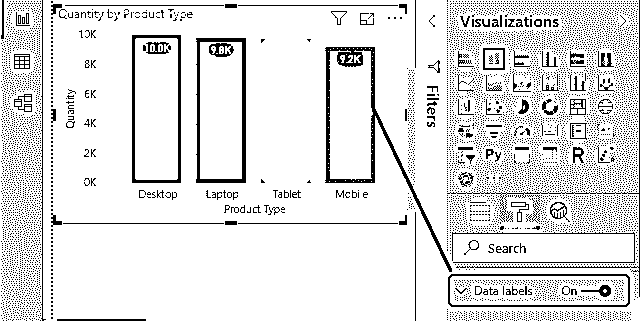 Quantity by Product Type
10K
8K
6K
4K
2K
0K
Quantity
10.0K
9.8K
9.2K
Desktop
Laptop
Tablet
Mobile
Product Type
Filters
Visualizations
Py
R
Search
Data labels
On